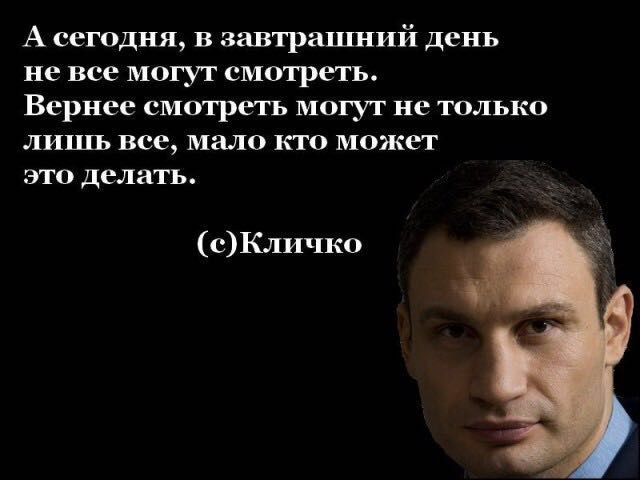 А сегодня, в завтрашний день
не все могут смотреть.
Вернее смотреть могут не только
лишь все, мало кто может
это делать.
(с)Кличко